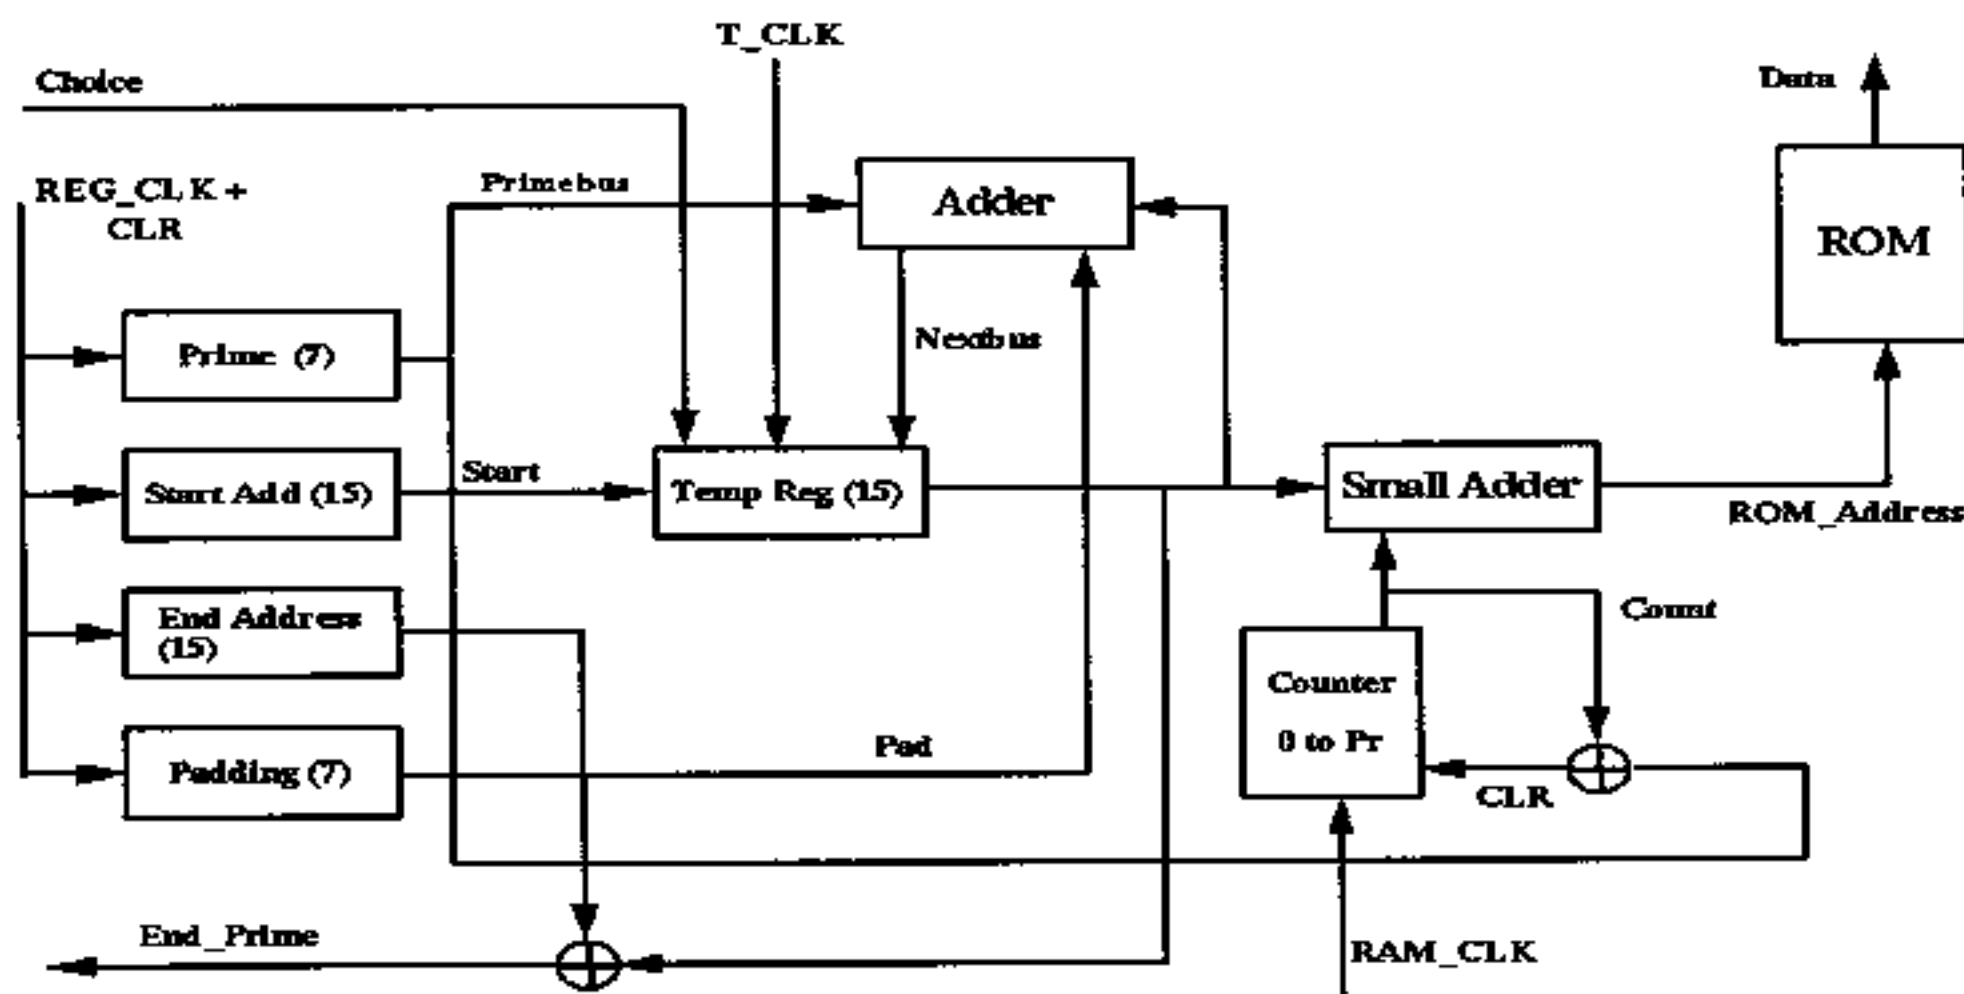 T_CLK
Choice
Data
REG_CLK +
CLR
Primebus
Adder
ROM
Prime (7)
Nextbus
Start Add (15)
Start
Temp Reg (15)
Small Adder
ROM_Address
End Address
(15)
Count
Counter
0 to Pr
Padding (7)
Pad
CLR
End_Prime
RAM_CLK